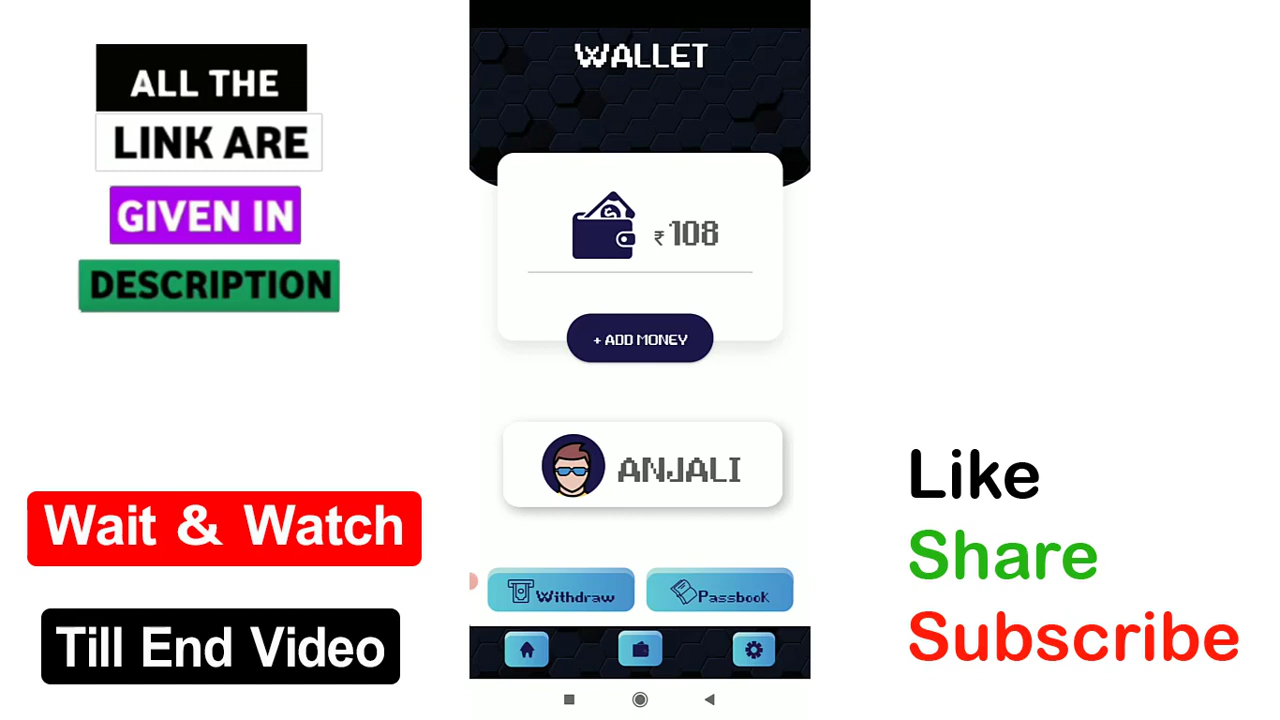 ALL THE
LINK ARE
GIVEN IN
DESCRIPTION
Wait & Watch
Till End Video
WALLET
₹ 108
+ ADD MONEY
ANJALI
Withdraw
Passbook
Like
Share
Subscribe